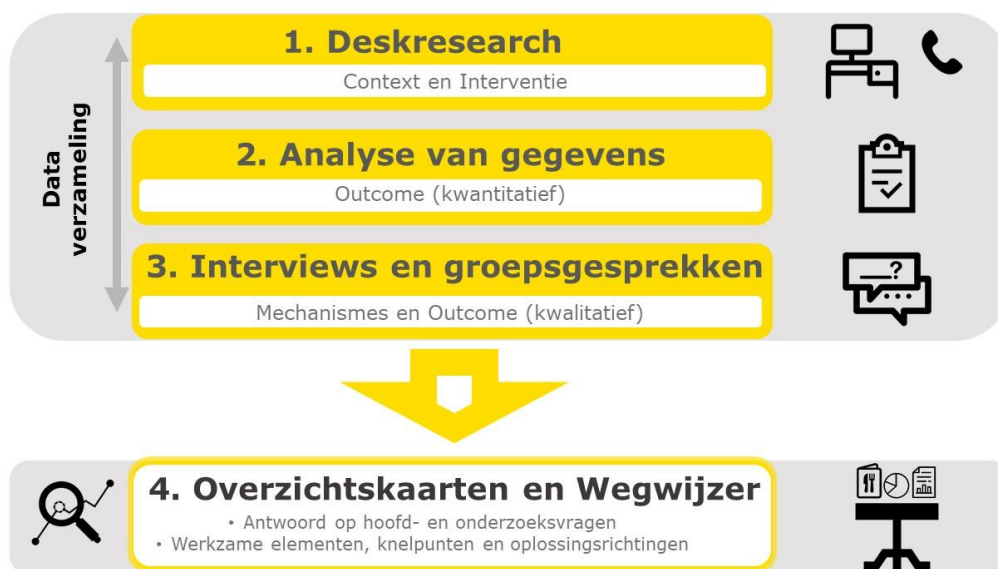 Data
verzameling
1. Deskresearch
Context en Interventie
2. Analyse van gegevens
Outcome (kwantitatief)
3. Interviews en groepsgesprekken
Mechanismes en Outcome (kwalitatief)
?
4. Overzichtskaarten en Wegwijzer
• Antwoord op hoofd- en onderzoeksvragen
• Werkzame elementen, knelpunten en oplossingsrichtingen